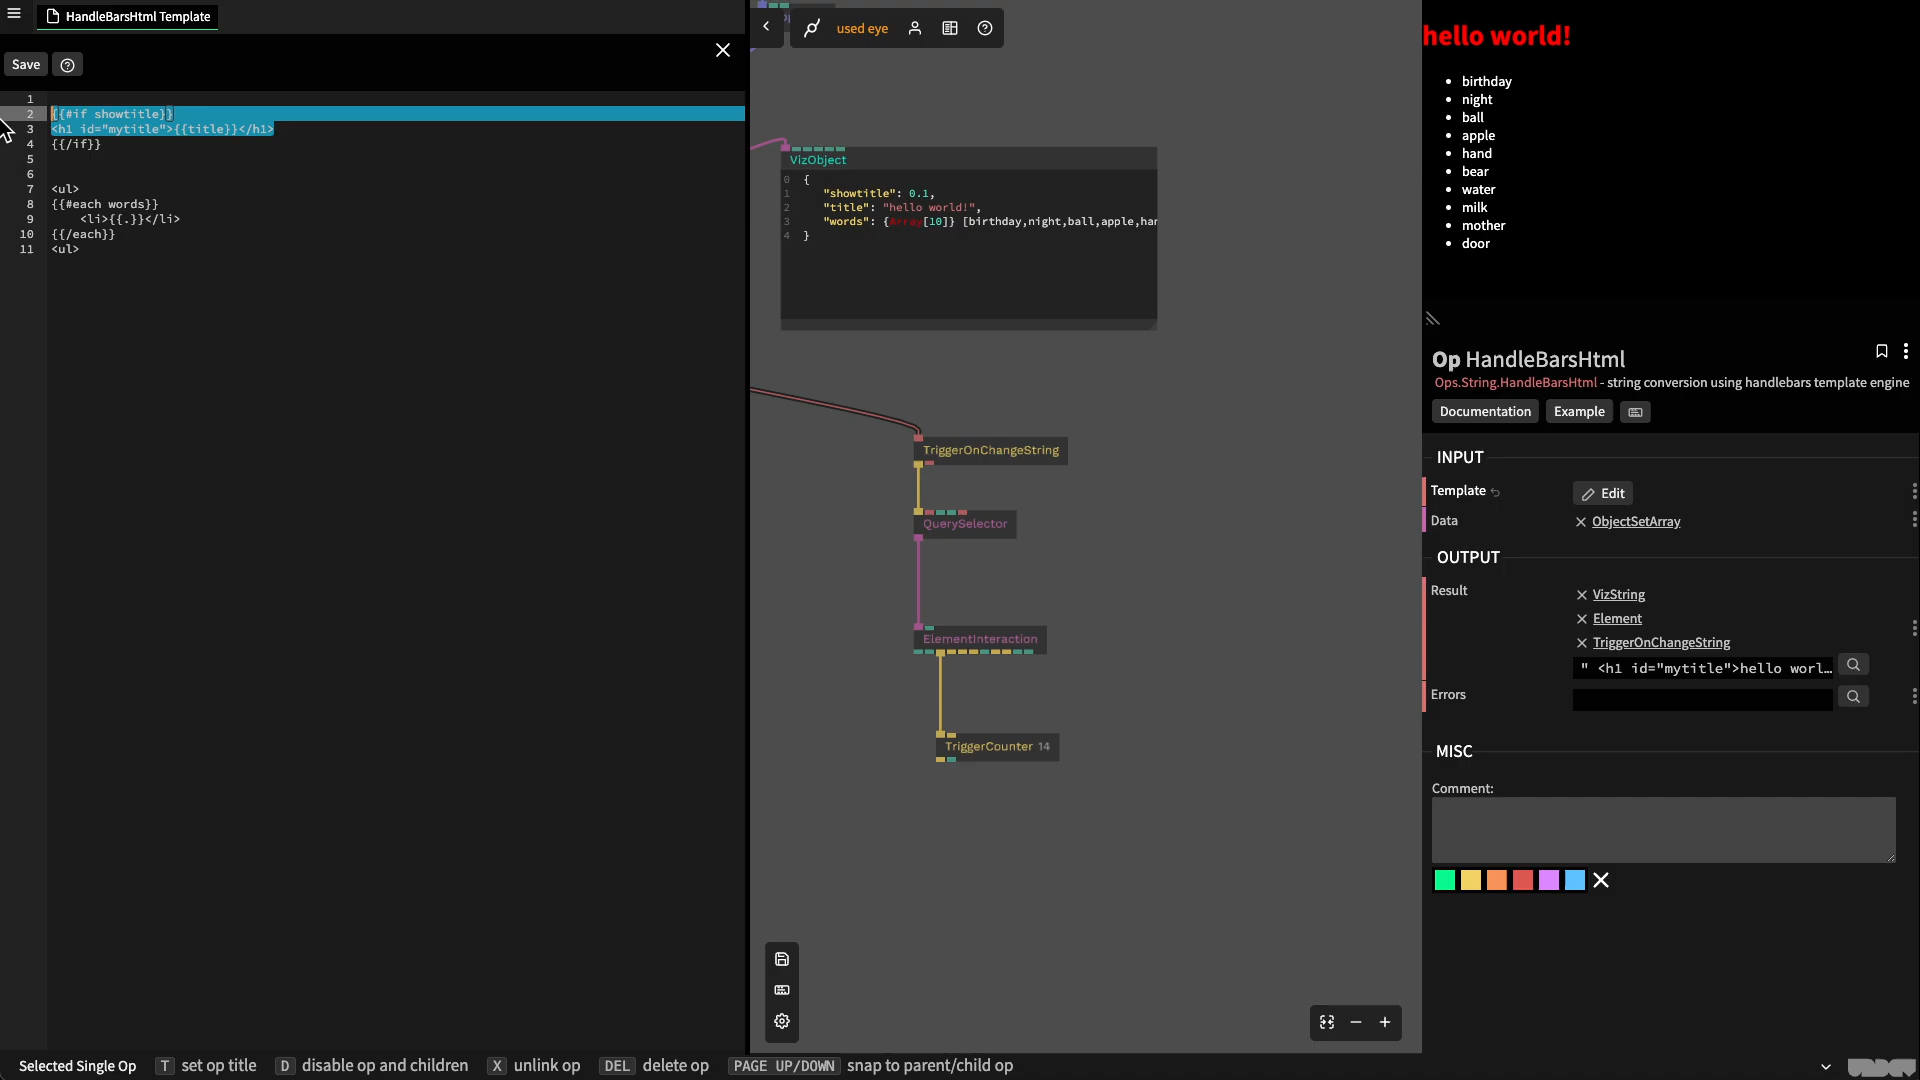 HandleBarsHtml Template
Save
1
2 {{#if showtitle}}
3 <h1 id="mytitle">{{title}}</h1>
4 {{/if}}
5
6
7 <ul>
8 {{#each words}}
9 <li>{{.}}</li>
10 {{/each}}
11 <ul>
used eye
VizObject
0 {
1 "showtitle": 0.1,
2 "title": "hello world!",
3 "words": {Array[10]} [birthday,night,ball,apple,har
4 }
TriggerOnChangeString
QuerySelector
ElementInteraction
TriggerCounter 14
hello world!
• birthday
• night
• ball
• apple
• hand
• bear
• water
• milk
• mother
• door
Op HandleBarsHtml
Ops.String.HandleBarsHtml - string conversion using handlebars template engine
Documentation Example
INPUT
Template Edit
Data ObjectSetArray
OUTPUT
Result VizString
Element
TriggerOnChangeString
" <h1 id="mytitle">hello worl…
Errors
MISC
Comment:
Selected Single Op T set op title D disable op and children X unlink op DEL delete op PAGE UP/DOWN snap to parent/child op